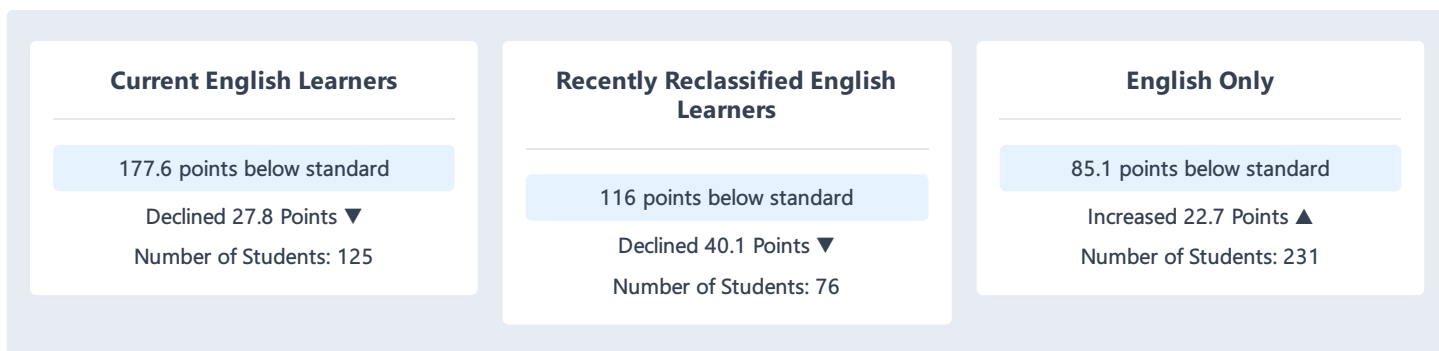 Current English Learners
177.6 points below standard
Declined 27.8 Points ▼
Number of Students: 125
Recently Reclassified English
Learners
116 points below standard
Declined 40.1 Points ▼
Number of Students: 76
English Only
85.1 points below standard
Increased 22.7 Points ▲
Number of Students: 231